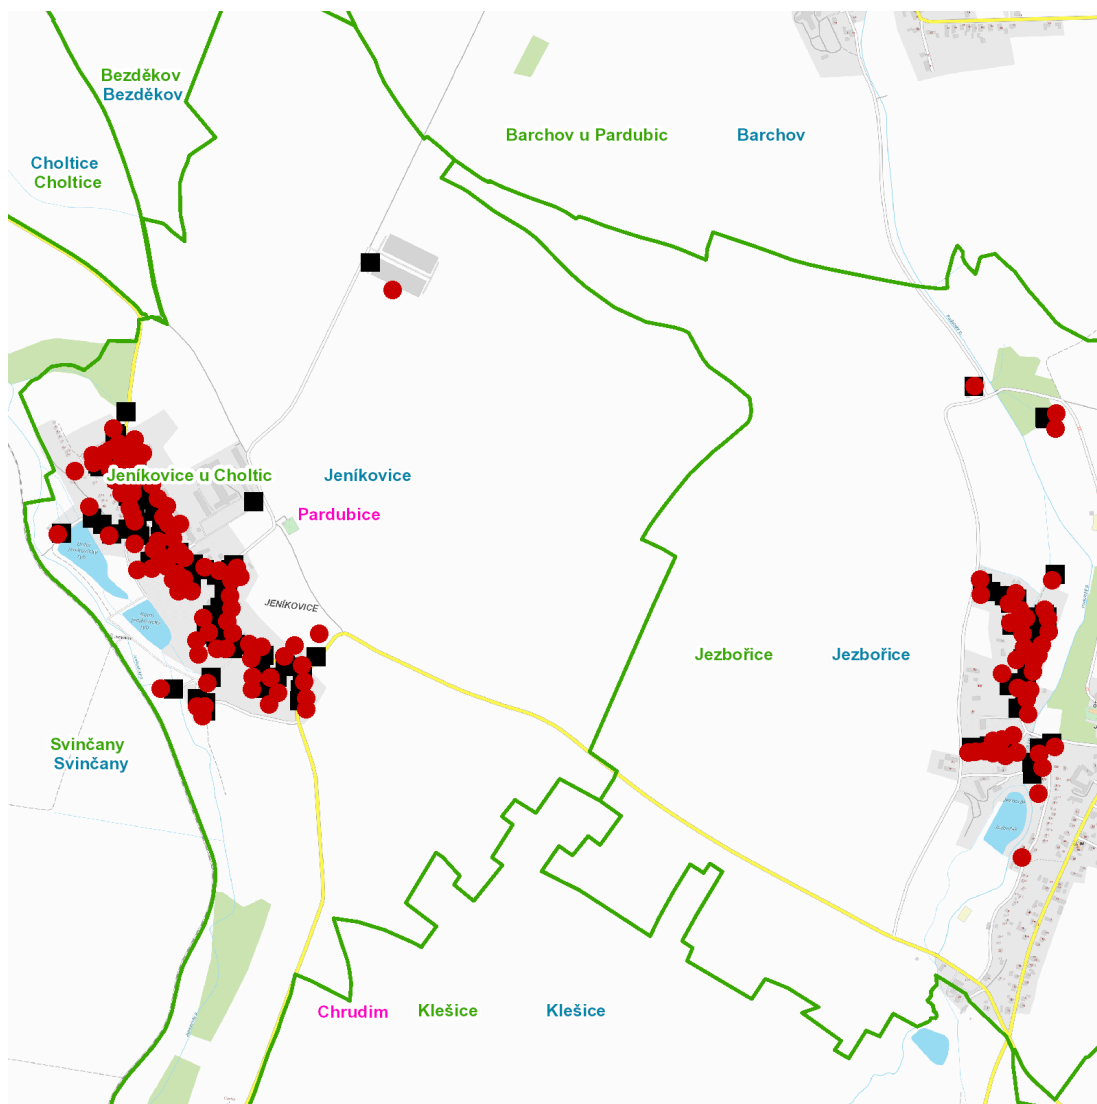 Bezděkov
Bezděkov
Barchov u Pardubic
Barchov
Choltice
Choltice
Jeníkovice u Choltic
Jeníkovice
Pardubice
JENÍKOVICE
Jezbořice
Jezbořice
Svinčany
Svinčany
Chrudim
Klešice
Klešice